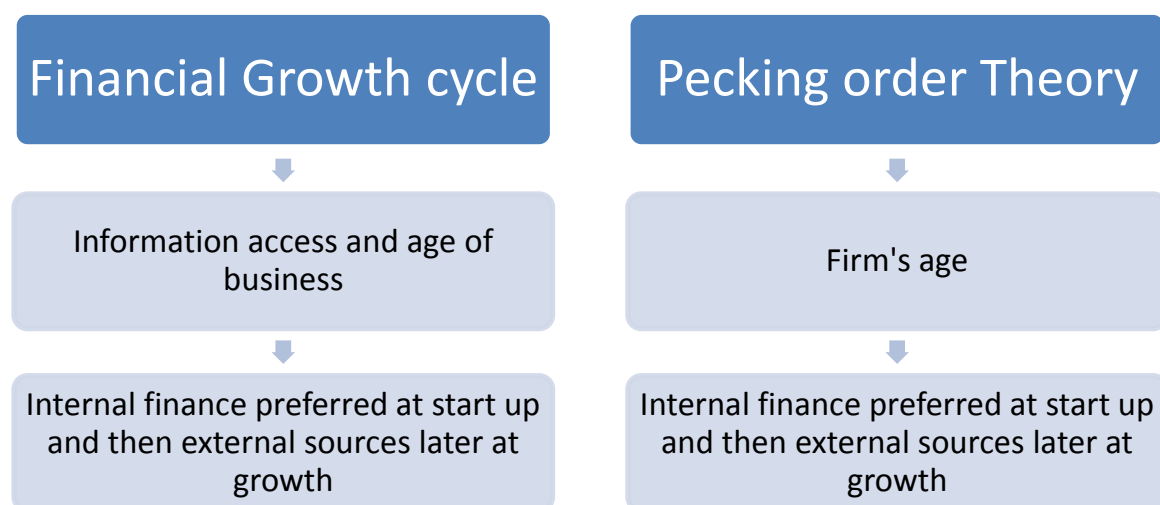 Financial Growth cycle
Information access and age of
business
Internal finance preferred at start up
and then external sources later at
growth
Pecking order Theory
Firm's age
Internal finance preferred at start up
and then external sources later at
growth